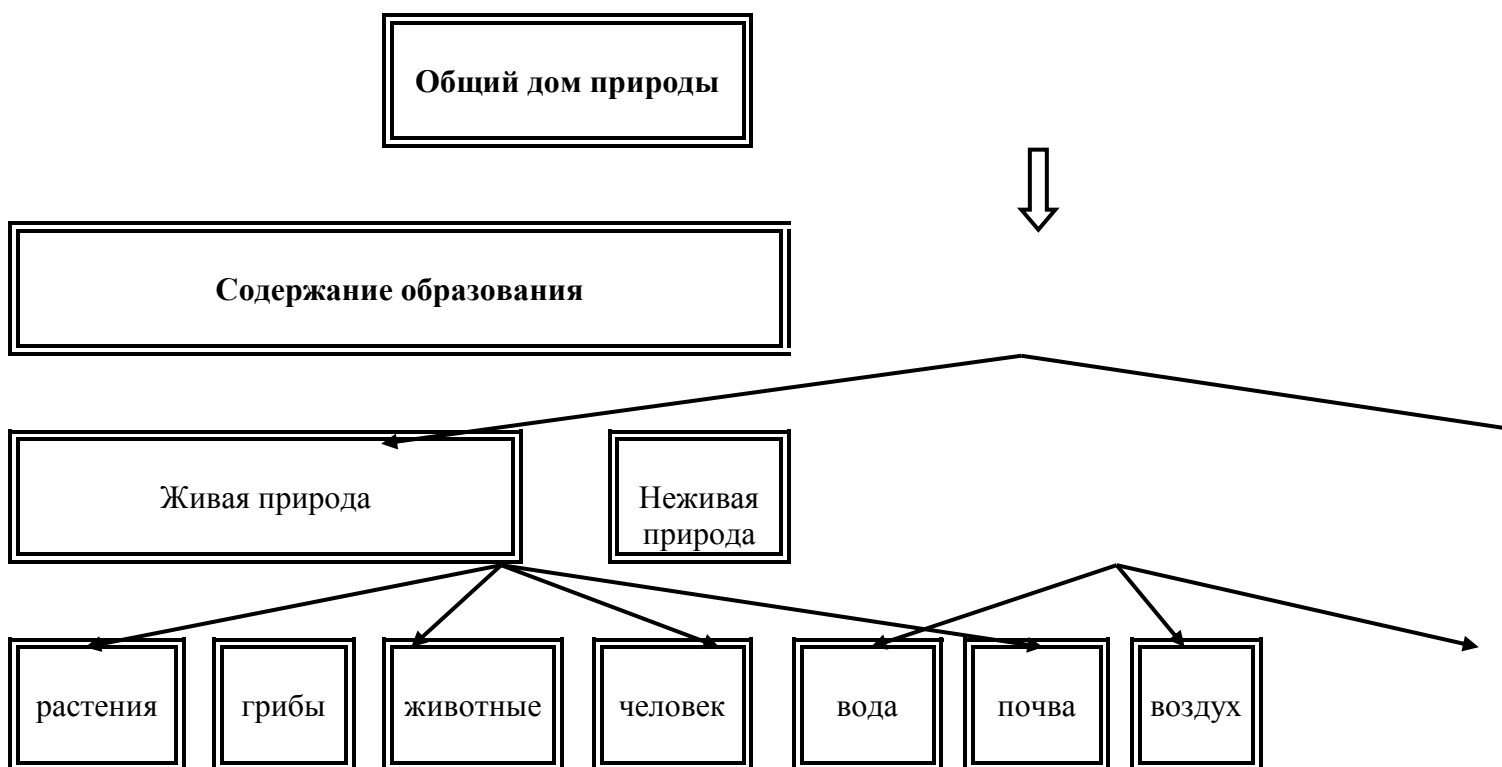 Общий дом природы
Содержание образования
Живая природа
Неживая
природа
растения
грибы
животные
человек
вода
почва
воздух